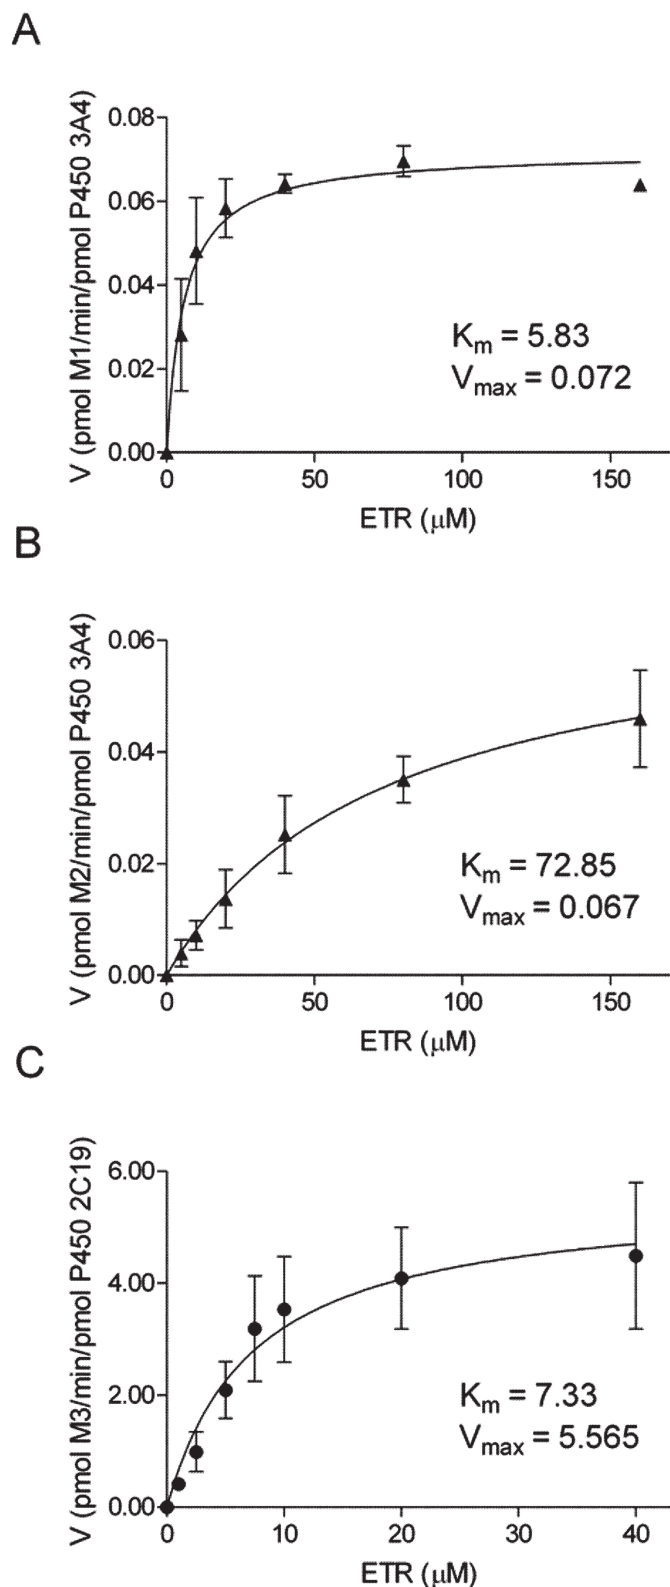 A
V (pmol M1/min/pmol P450 3A4)
0.08
0.06
0.04
0.02
0.00
Km = 5.83
Vmax = 0.072
0 50 100 150
ETR (μM)
B
V (pmol M2/min/pmol P450 3A4)
0.06
0.04
0.02
0.00
Km = 72.85
Vmax = 0.067
0 50 100 150
ETR (μM)
C
V (pmol M3/min/pmol P450 2C19)
6.00
4.00
2.00
0.00
Km = 7.33
Vmax = 5.565
0 10 20 30 40
ETR (μM)